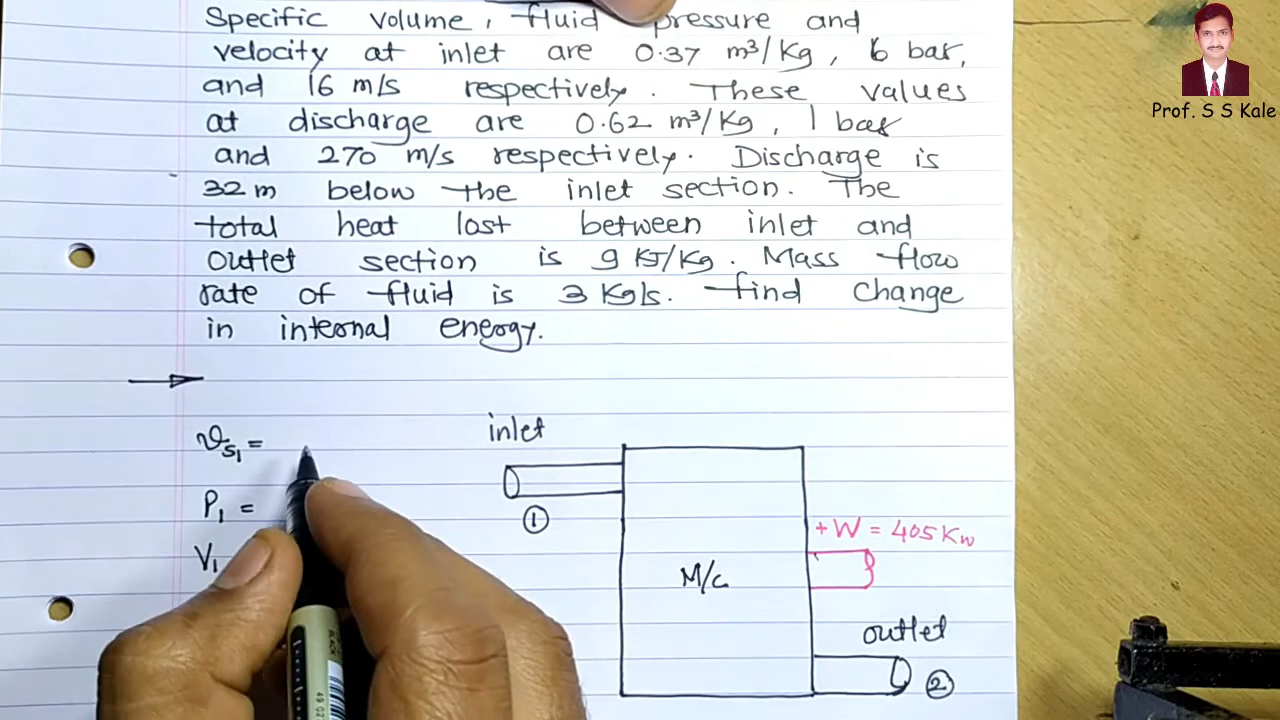 Specific volume, fluid pressure and
velocity at inlet are 0.37 m³/Kg, 6 bar,
and 16 m/s respectively. These values
at discharge are 0.62 m³/Kg, 1 bar
and 270 m/s respectively. Discharge is
32m below the inlet section. The
total heat lost between inlet and
outlet section is 9 KJ/Kg. Mass flow
rate of fluid is 3 Kg/s. find change
in internal energy.
Prof. S S Kale
inlet
Vs1 =
P1 =
V1
①
+W = 405 Kw
M/C
outlet
②